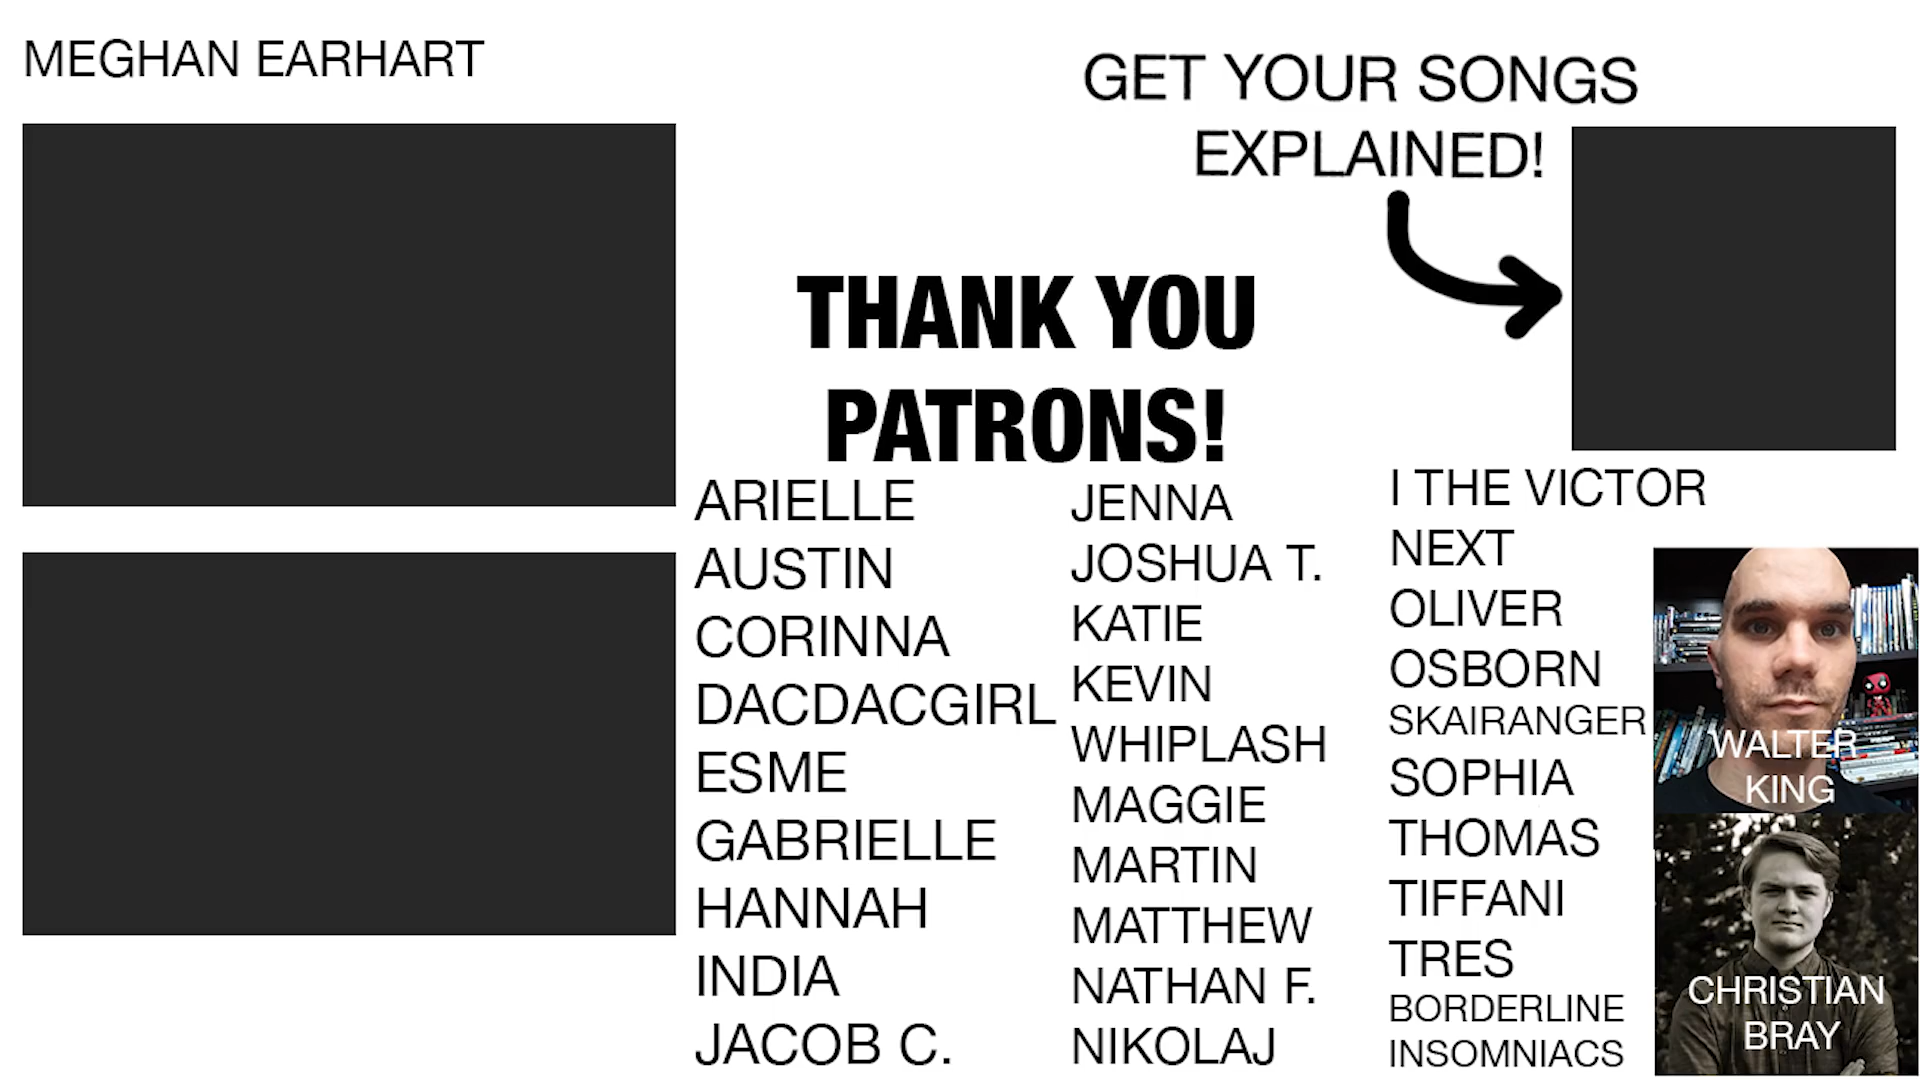 MEGHAN EARHART
GET YOUR SONGS
EXPLAINED!
THANK YOU
PATRONS!
ARIELLE
AUSTIN
CORINNA
DACDACGIRL
ESME
GABRIELLE
HANNAH
INDIA
JACOB C.
JENNA
JOSHUA T.
KATIE
KEVIN
WHIPLASH
MAGGIE
MARTIN
MATTHEW
NATHAN F.
NIKOLAJ
I THE VICTOR
NEXT
OLIVER
OSBORN
SKAIRANGER
SOPHIA
THOMAS
TIFFANI
TRES
BORDERLINE
INSOMNIACS
WALTER
KING
CHRISTIAN
BRAY